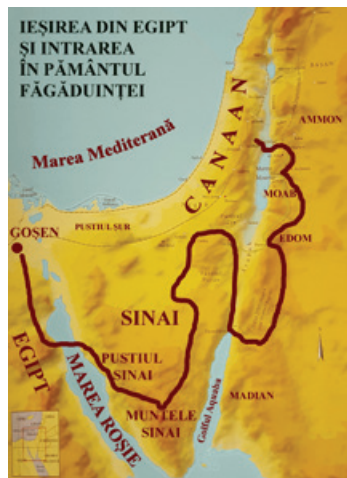 IEȘIREA DIN EGIPT
ȘI INTRAREA
ÎN PĂMÂNTUL
FĂGĂDUINȚEI
AMMON
Marea Mediterană
CANAAN
MOAB
GOȘEN
PUSTIUL ȘUR
EDOM
SINAI
EGIPT
MAREA ROȘIE
PUSTIUL
SINAI
MADIAN
MUNTELE
SINAI
Golful Aquaba